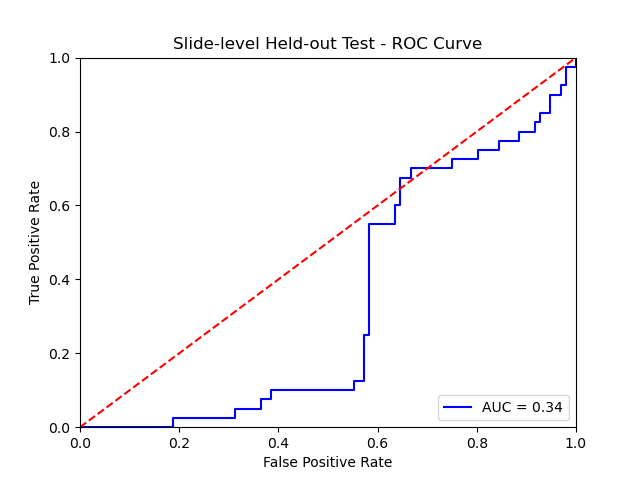 Slide-level Held-out Test - ROC Curve
1.0
0.8
0.6
0.4
0.2
0.0
True Positive Rate
AUC = 0.34
0.0 0.2 0.4 0.6 0.8 1.0
False Positive Rate